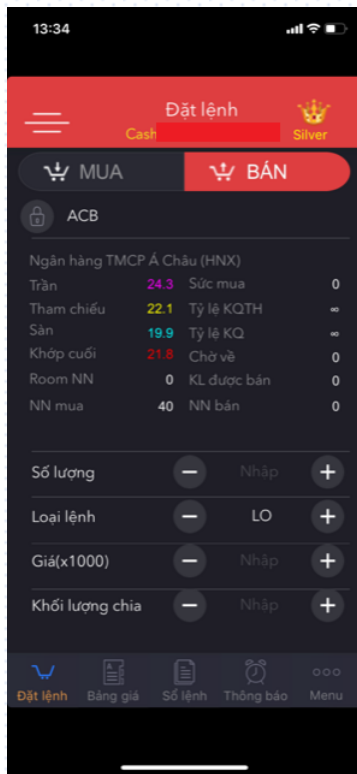 13:34
Đặt lệnh
Cash
Silver
MUA
BÁN
ACB
Ngân hàng TMCP Á Châu (HNX)
Trần 24.3 Sức mua 0
Tham chiếu 22.1 Tỷ lệ KQTH ∞
Sàn 19.9 Tỷ lệ KQ ∞
Khớp cuối 21.8 Chờ về 0
Room NN 0 KL được bán 0
NN mua 40 NN bán 0
Số lượng − Nhập +
Loại lệnh − LO +
Giá(x1000) − Nhập +
Khối lượng chia − Nhập +
Đặt lệnh Bảng giá Sổ lệnh Thông báo Menu